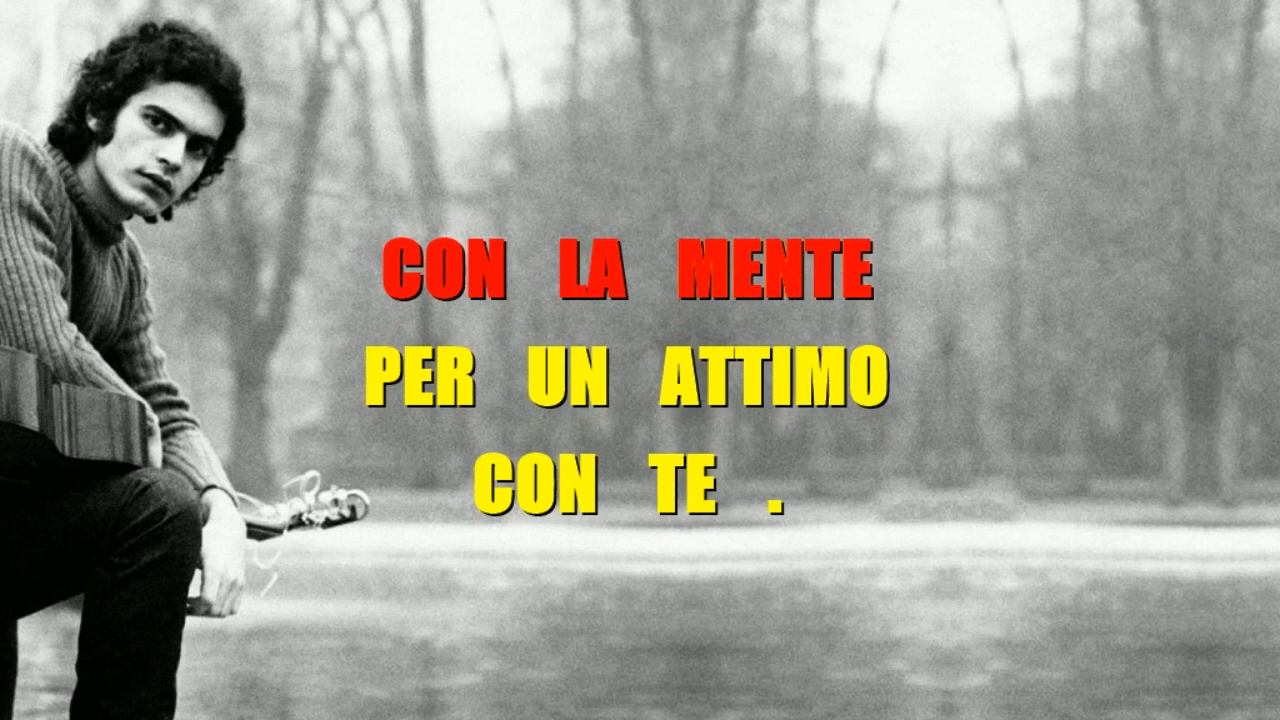 CON LA MENTE
PER UN ATTIMO
CON TE .